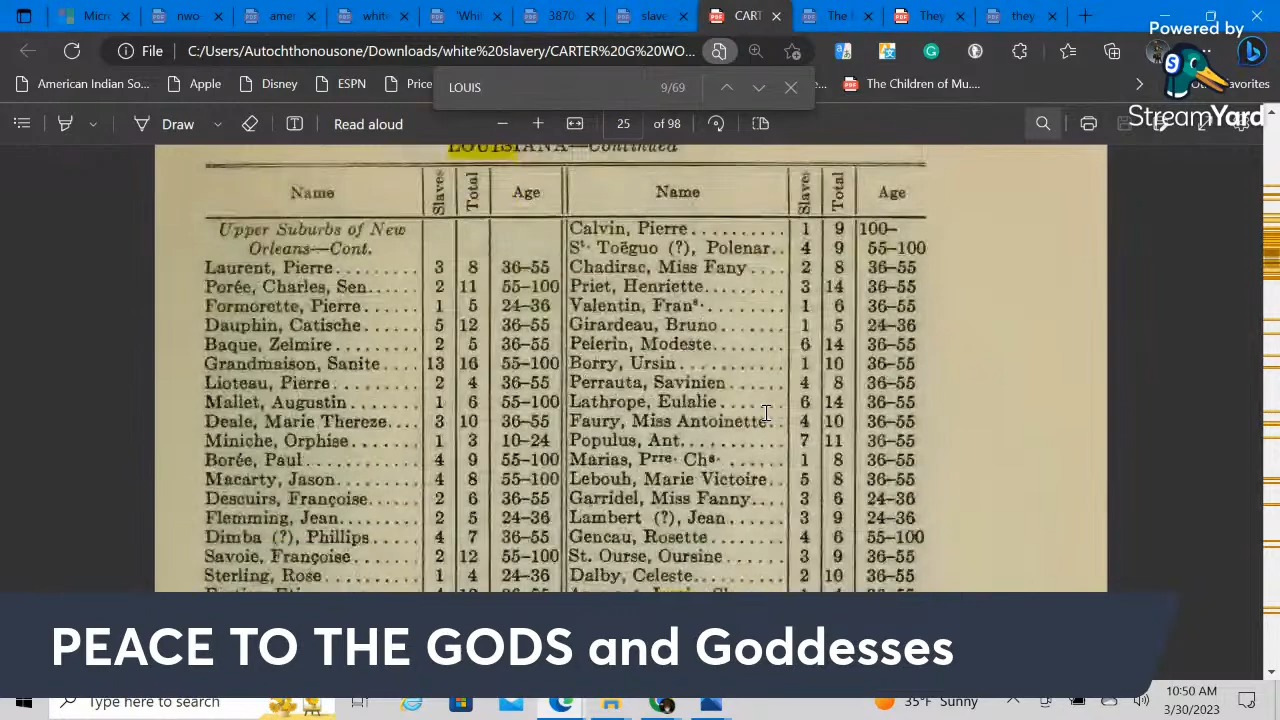 Micr
nwo-
amer
white
'Whit
3870
slave
CART
The l
They
they
Powered by
File
C:/Users/Autochthonousone/Downloads/white%20slavery/CARTER%20G%20WO...
American Indian So...
Apple
Disney
ESPN
Price
LOUIS
9/69
The Children of Mu...
Favorites
StreamYard
Draw
25
of 98
Read aloud
LOUISIANA—Continued
Name Slaves Total Age Name Slaves Total Age
Upper Suburbs of New Calvin, Pierre.......... 1 9 100–
Orleans—Cont. St. Toëguo (?), Polenar.. 4 9 55–100
Laurent, Pierre......... 3 8 36–55 Chadirac, Miss Fany .... 2 8 36–55
Porée, Charles, Sen...... 2 11 55–100 Priet, Henriette........ 3 14 36–55
Formorette, Pierre...... 1 5 24–36 Valentin, Frans......... 1 6 36–55
Dauphin, Catische...... 5 12 36–55 Girardeau, Bruno....... 1 5 24–36
Baque, Zelmire......... 2 5 36–55 Pelerin, Modeste....... 6 14 36–55
Grandmaison, Sanite .... 13 16 55–100 Borry, Ursin........... 1 10 36–55
Lioteau, Pierre......... 2 4 36–55 Perrauta, Savinien...... 4 8 36–55
Mallet, Augustin ....... 1 6 55–100 Lathrope, Eulalie....... 6 14 36–55
Deale, Marie Thereze... 3 10 36–55 Faury, Miss Antoinette.. 4 10 36–55
Miniche, Orphise....... 1 3 10–24 Populus, Ant.......... 7 11 36–55
Borée, Paul............ 4 9 55–100 Marias, Prre. Chs. ...... 1 8 36–55
Macarty, Jason......... 4 8 55–100 Lebouh, Marie Victoire.. 5 8 36–55
Descuirs, Françoise..... 2 6 36–55 Garridel, Miss Fanny.... 3 6 24–36
Flemming, Jean......... 2 5 24–36 Lambert (?), Jean...... 3 9 24–36
Dimba (?), Phillips...... 4 7 36–55 Gencau, Rosette....... 4 6 55–100
Savoie, Françoise....... 2 12 55–100 St. Ourse, Oursine...... 3 9 36–55
Sterling, Rose.......... 1 4 24–36 Dalby, Celeste......... 2 10 36–55
PEACE TO THE GODS and Goddesses
Type here to search
35°F Sunny
10:50 AM
3/30/2023